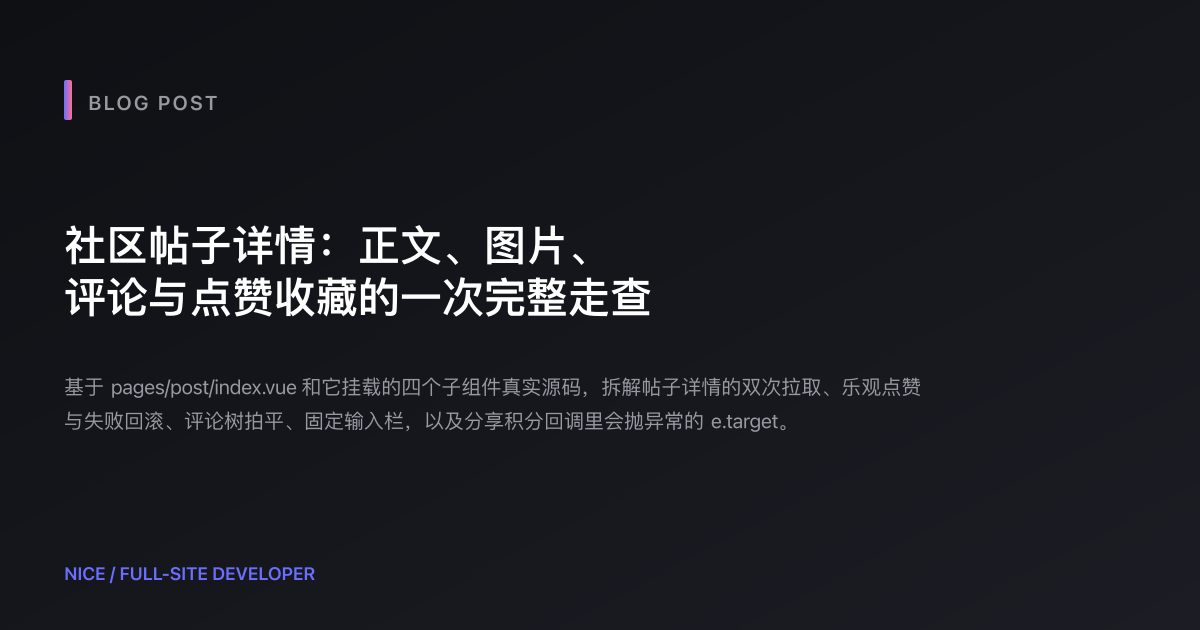 BLOG POST
社区帖子详情：正文、图片、
评论与点赞收藏的一次完整走查
基于 pages/post/index.vue 和它挂载的四个子组件真实源码，拆解帖子详情的双次拉取、乐观点赞
与失败回滚、评论树拍平、固定输入栏，以及分享积分回调里会抛异常的 e.target。
NICE / FULL-SITE DEVELOPER